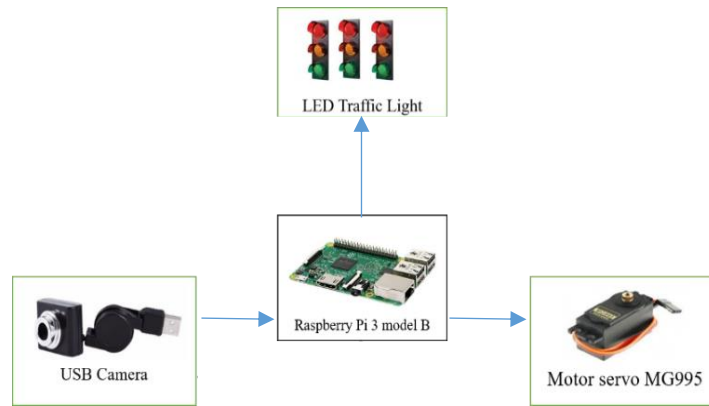 LED Traffic Light
Raspberry Pi 3 model B
USB Camera
Motor servo MG995